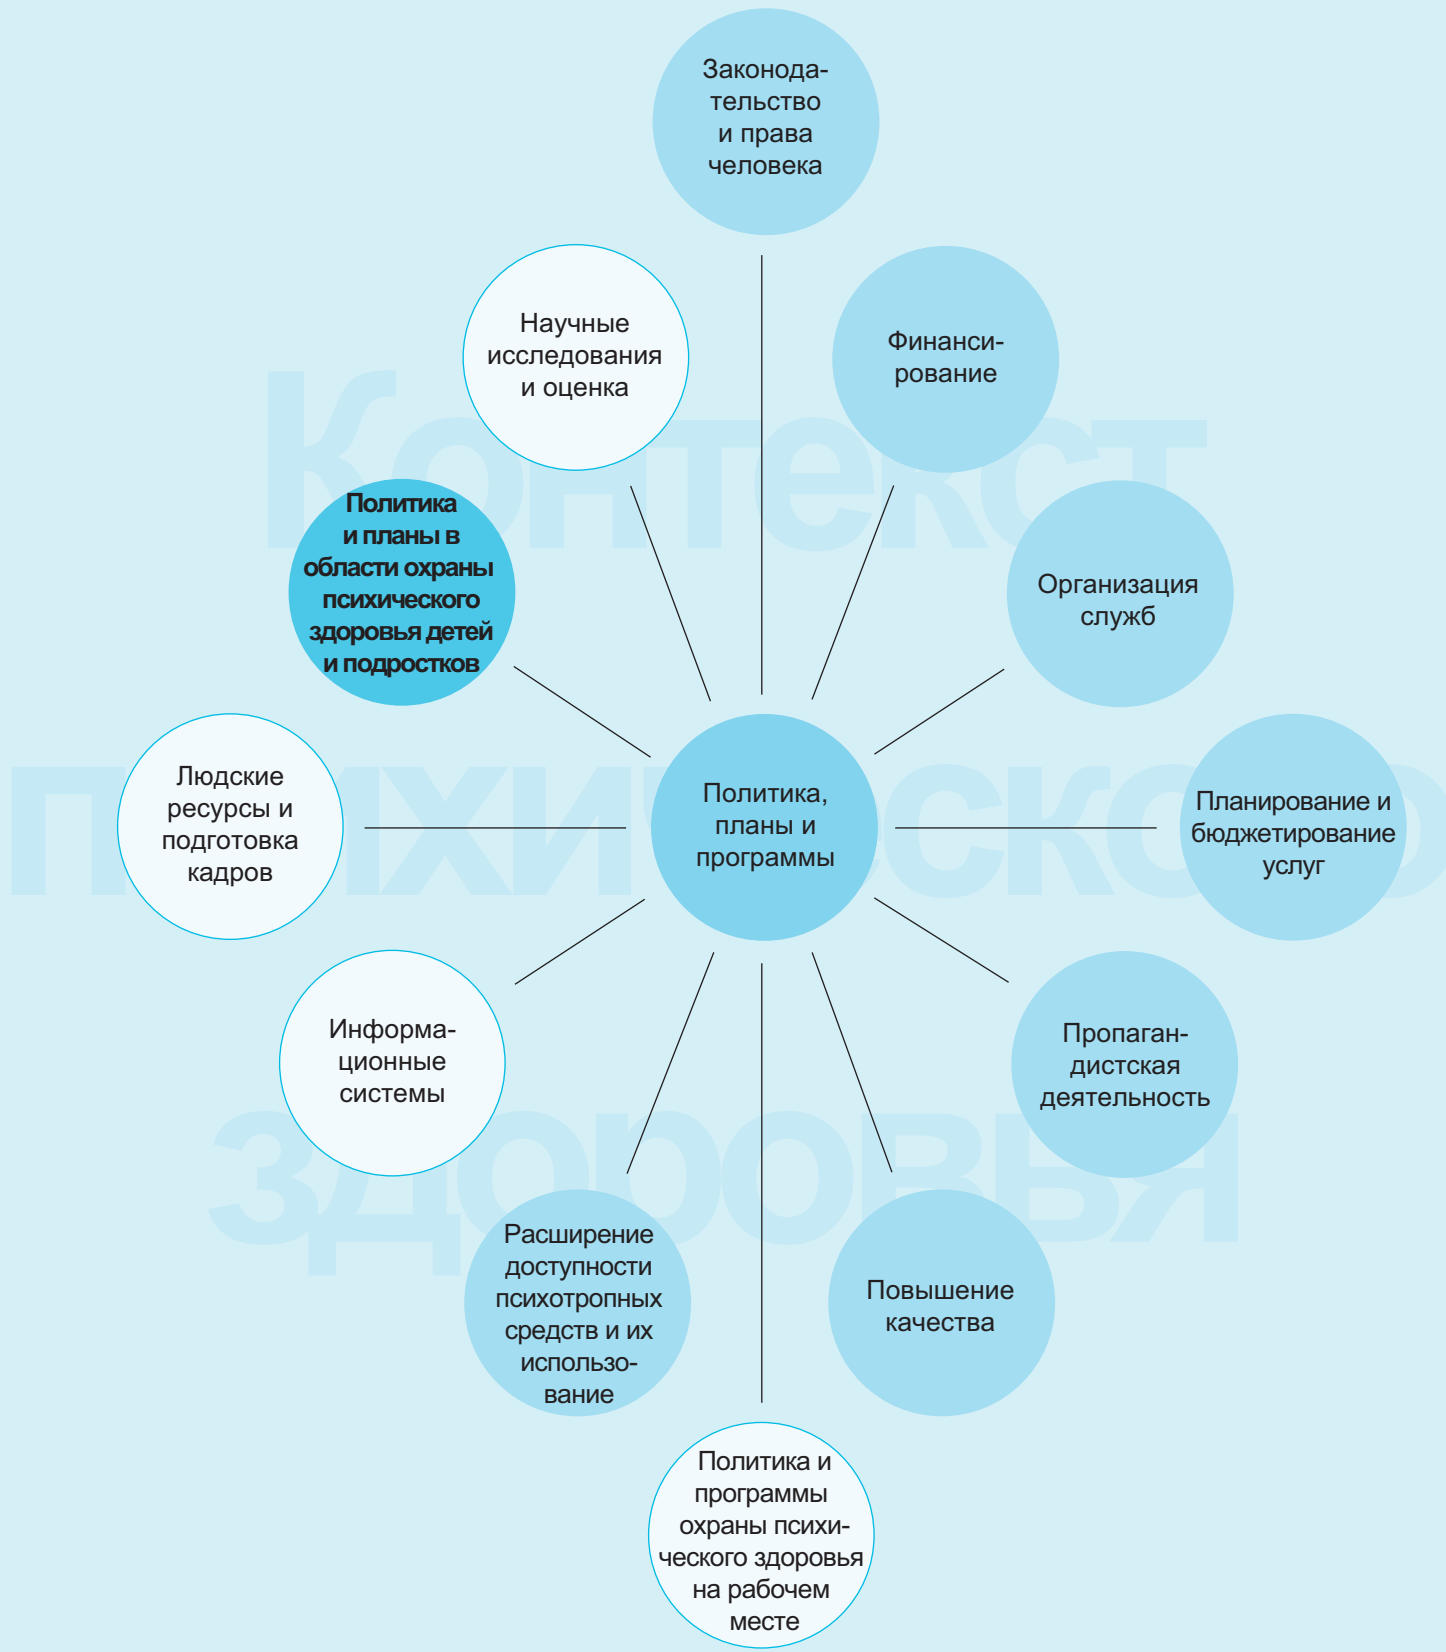 Законода-
тельство
и права
человека
Научные
исследования
и оценка
Финанси-
рование
Контекст
Политика
и планы в
области охраны
психического
здоровья детей
и подростков
Организация
служб
Людские
ресурсы и
подготовка
кадров
Политика,
планы и
программы
Планирование и
бюджетирование
услуг
психического
Информа-
ционные
системы
Пропаган-
дистская
деятельность
здоровья
Расширение
доступности
психотропных
средств и их
использо-
вание
Повышение
качества
Политика и
программы
охраны психи-
ческого здоровья
на рабочем
месте